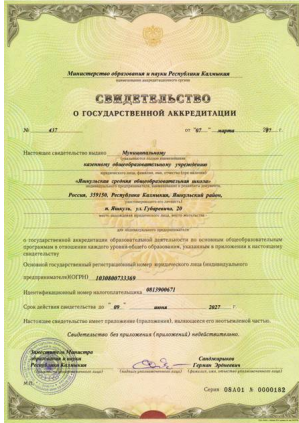 Министерство образования и науки Республики Калмыкия
СВИДЕТЕЛЬСТВО
О ГОСУДАРСТВЕННОЙ АККРЕДИТАЦИИ
№ 437 от "07" марта
Настоящее свидетельство выдано Муниципальному
казенному общеобразовательному учреждению
«Яшкульская средняя общеобразовательная школа»
Россия, 359150, Республика Калмыкия, Яшкульский район,
п. Яшкуль, ул. Губаревича, 20
о государственной аккредитации образовательной деятельности по основным общеобразовательным
программам в отношении каждого уровня общего образования, указанным в приложении к настоящему
свидетельству
Основной государственный регистрационный номер юридического лица (индивидуального
предпринимателя)(ОГРН) 1030800733369
Идентификационный номер налогоплательщика 0813900671
Срок действия свидетельства до "09" июня 2027 г.
Настоящее свидетельство имеет приложение (приложения), являющееся его неотъемлемой частью.
Свидетельство без приложения (приложений) недействительно.
Заместитель Министра
образования и науки
Республики Калмыкия
Санджарыков
Герман Эрдневич
М.П.
Серия 08А01 № 0000182